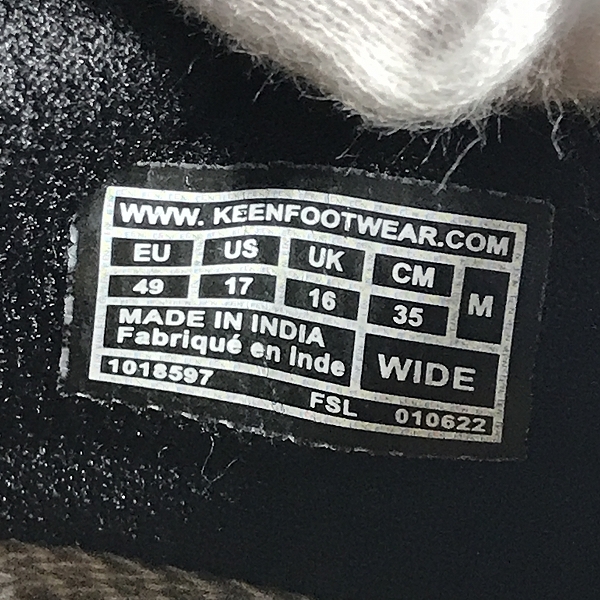 WWW. KEENFOOTWEAR.COM
EU US UK CM M
49 17 16 35
MADE IN INDIA
Fabriqué en Inde
WIDE
1018597 FSL 010622